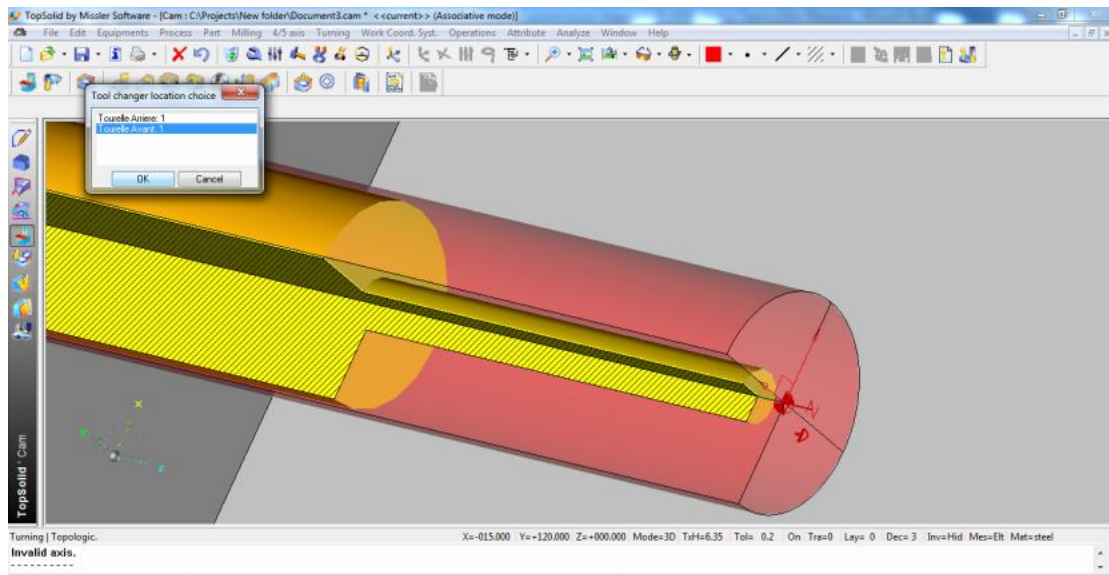 TopSolid by Missler Software - [Cam : C:\Projects\New folder\Document3.cam * <<current>> (Associative mode)]
File Edit Equipments Process Part Milling 4/5 axis Turning Work Coord. Syst. Operations Attribute Analyze Window Help
Tool changer location choice
Tourelle Arriere: 1
Tourelle Avant: 1
OK Cancel
x
y
z
TopSolid'Cam
Turning | Topologic. X=-015.000 Y=+120.000 Z=+000.000 Mode=3D TxH=6.35 Tol= 0.2 On Tra=0 Lay= 0 Dec= 3 Inv=Hid Mes=Elt Mat=steel
Invalid axis.
----------